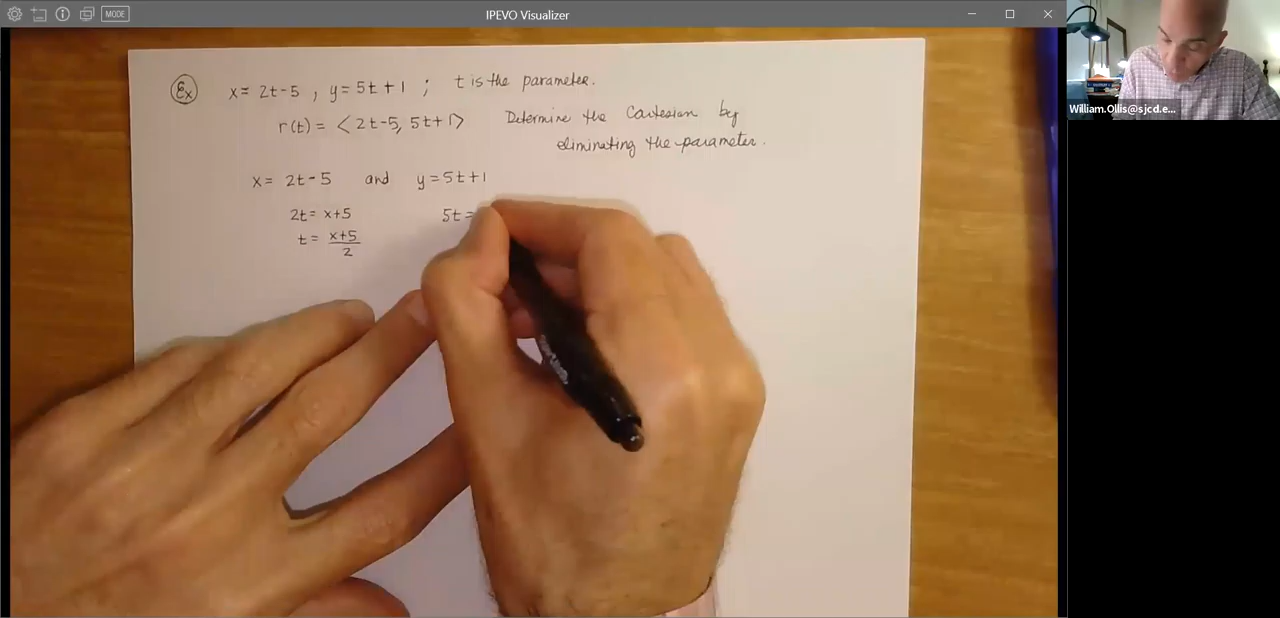 IPEVO Visualizer
MODE
Ex x = 2t-5 , y = 5t+1 ; t is the parameter.
r(t) = < 2t-5, 5t+1 > Determine the Cartesian by
eliminating the parameter.
x = 2t-5 and y = 5t+1
2t = x+5 5t =
t = x+5
2
William.Ollis@sjcd.e...